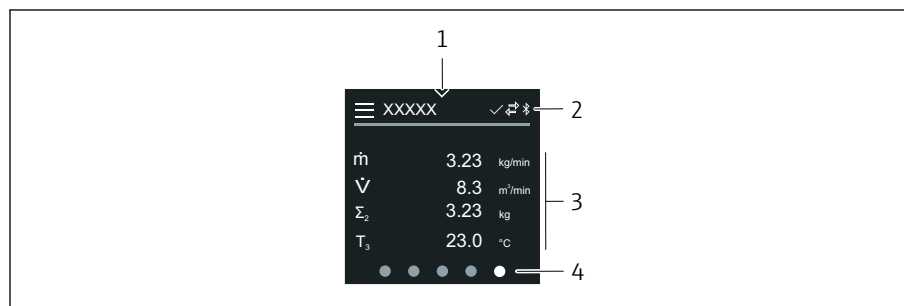 1
XXXXX
2
ṁ 3.23 kg/min
V̇ 8.3 m³/min
Σ₂ 3.23 kg
T₃ 23.0 °C
3
4